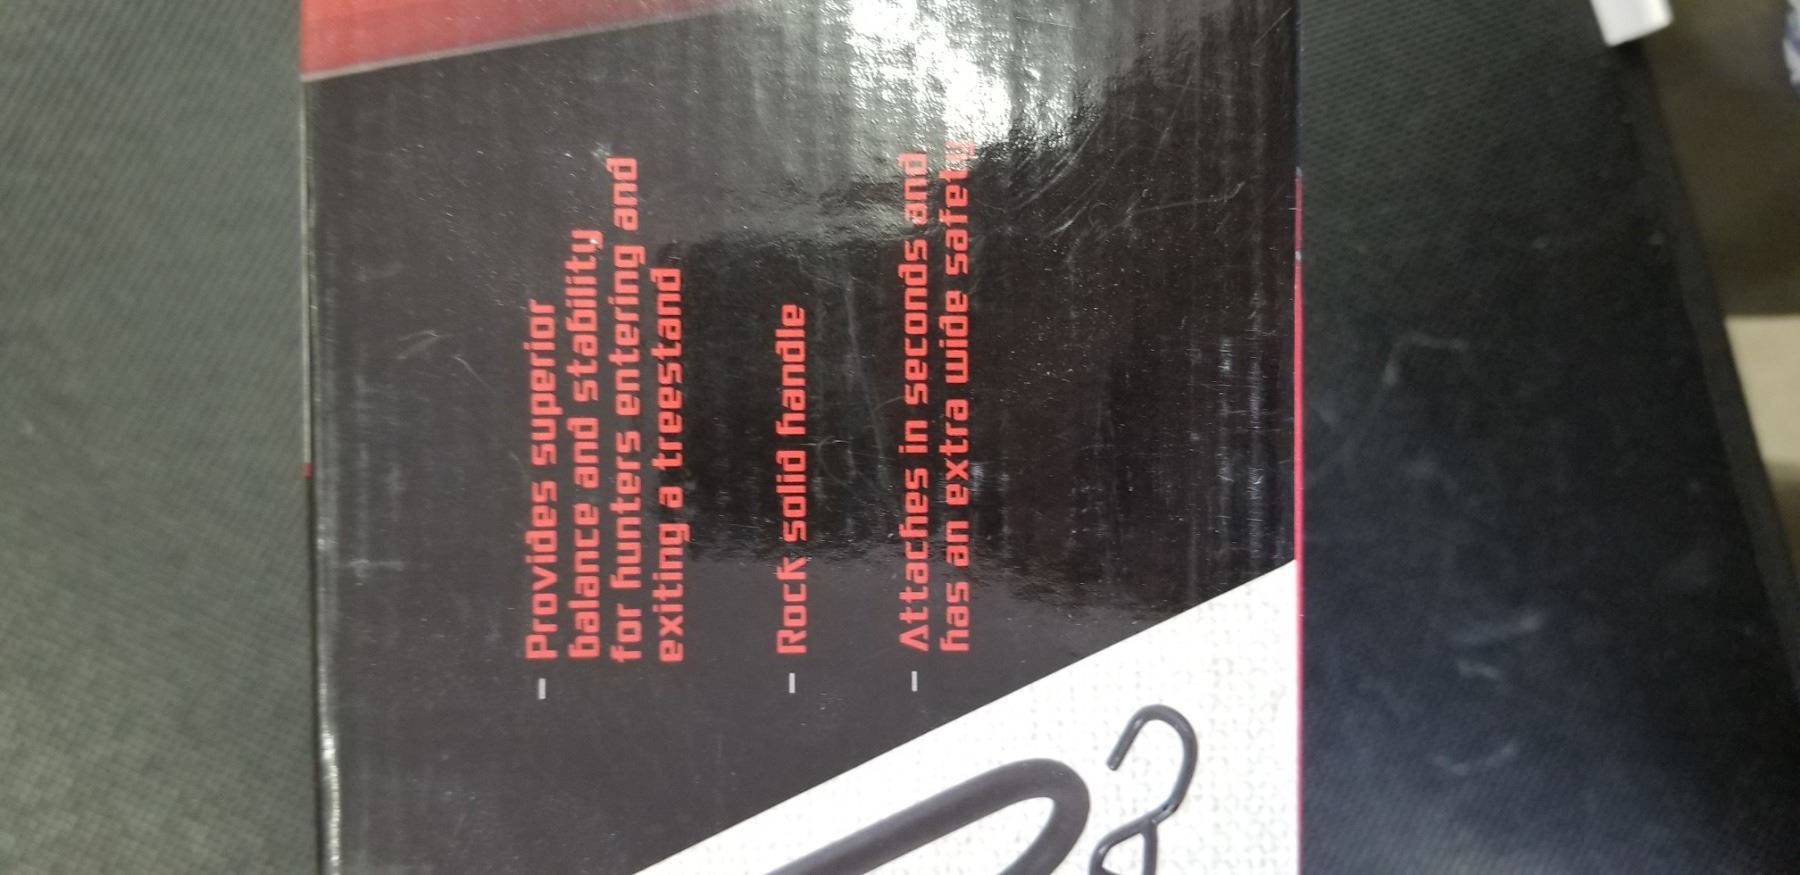 - Provides superior
balance and stability
for hunters entering and
exiting a treestand
- Rock solid handle
- Attaches in seconds and
has an extra wide safety